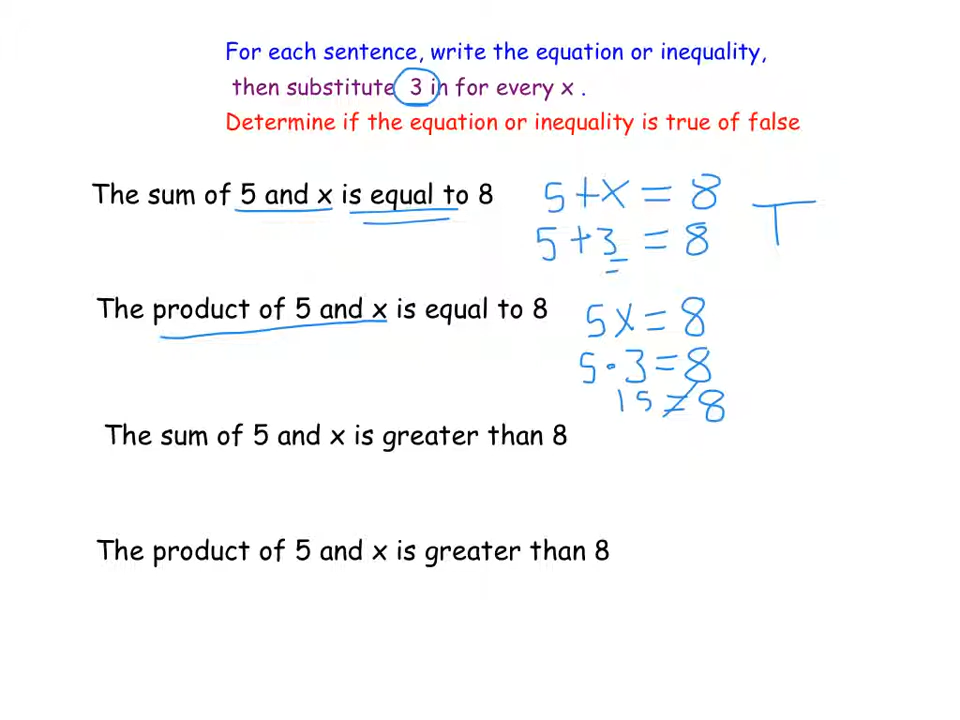 For each sentence, write the equation or inequality,
then substitute 3 in for every x .
Determine if the equation or inequality is true of false
The sum of 5 and x is equal to 8 5+x = 8
5+3 = 8 T
The product of 5 and x is equal to 8 5x = 8
5·3 = 8
15 ≠ 8
The sum of 5 and x is greater than 8
The product of 5 and x is greater than 8